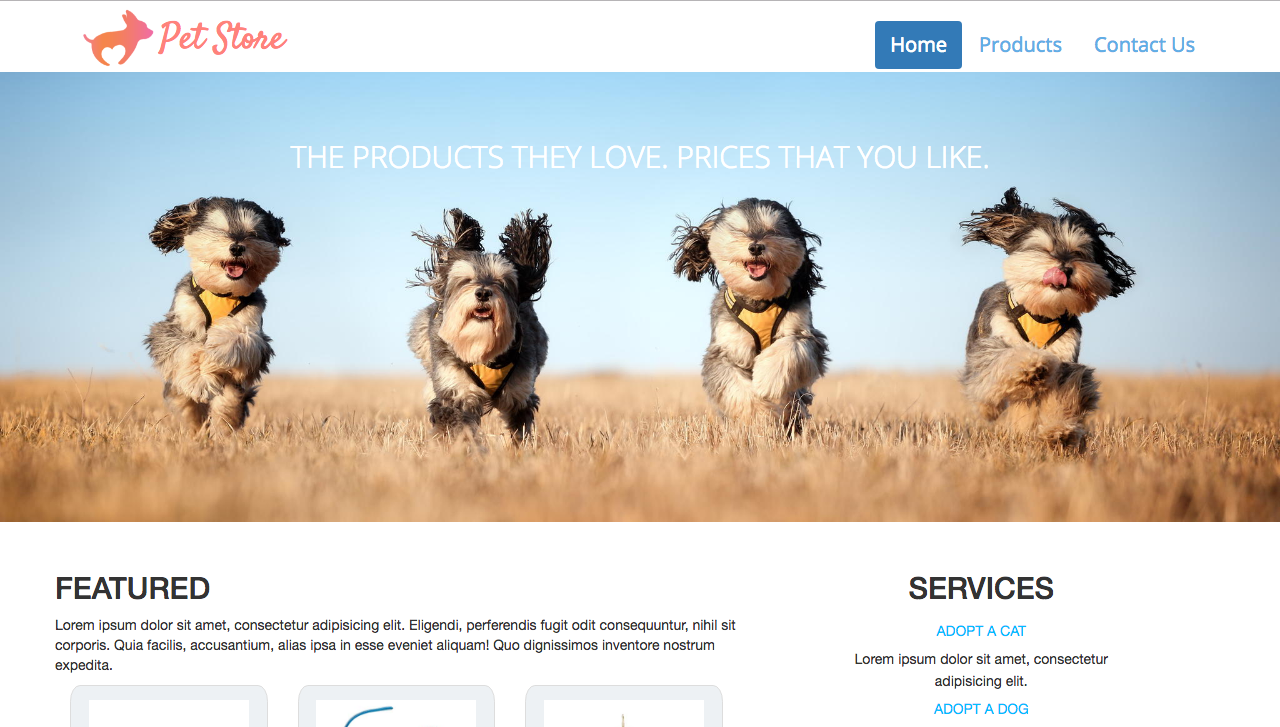 Pet Store
Home
Products
Contact Us
THE PRODUCTS THEY LOVE. PRICES THAT YOU LIKE.
FEATURED
Lorem ipsum dolor sit amet, consectetur adipisicing elit. Eligendi, perferendis fugit odit consequuntur, nihil sit
corporis. Quia facilis, accusantium, alias ipsa in esse eveniet aliquam! Quo dignissimos inventore nostrum
expedita.
SERVICES
ADOPT A CAT
Lorem ipsum dolor sit amet, consectetur
adipisicing elit.
ADOPT A DOG